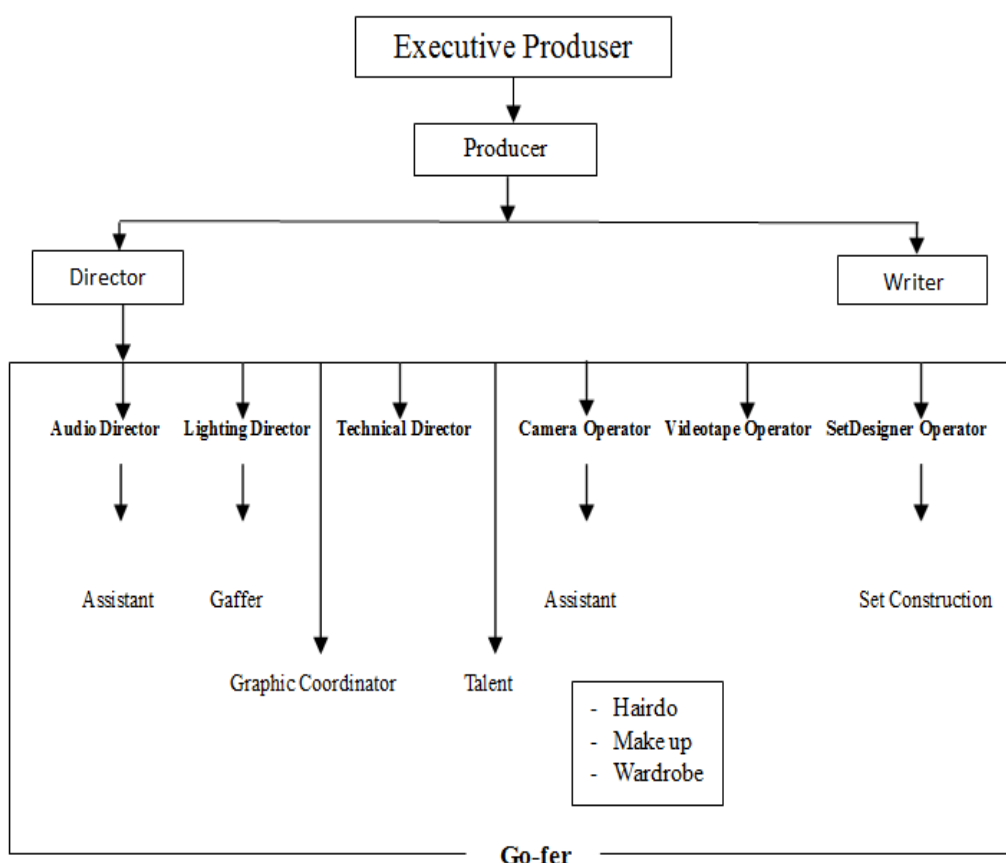 Executive Produser
Producer
Director
Writer
Audio Director
Lighting Director
Technical Director
Camera Operator
Videotape Operator
SetDesigner Operator
Assistant
Gaffer
Assistant
Set Construction
Graphic Coordinator
Talent
- Hairdo
- Make up
- Wardrobe
Go-fer